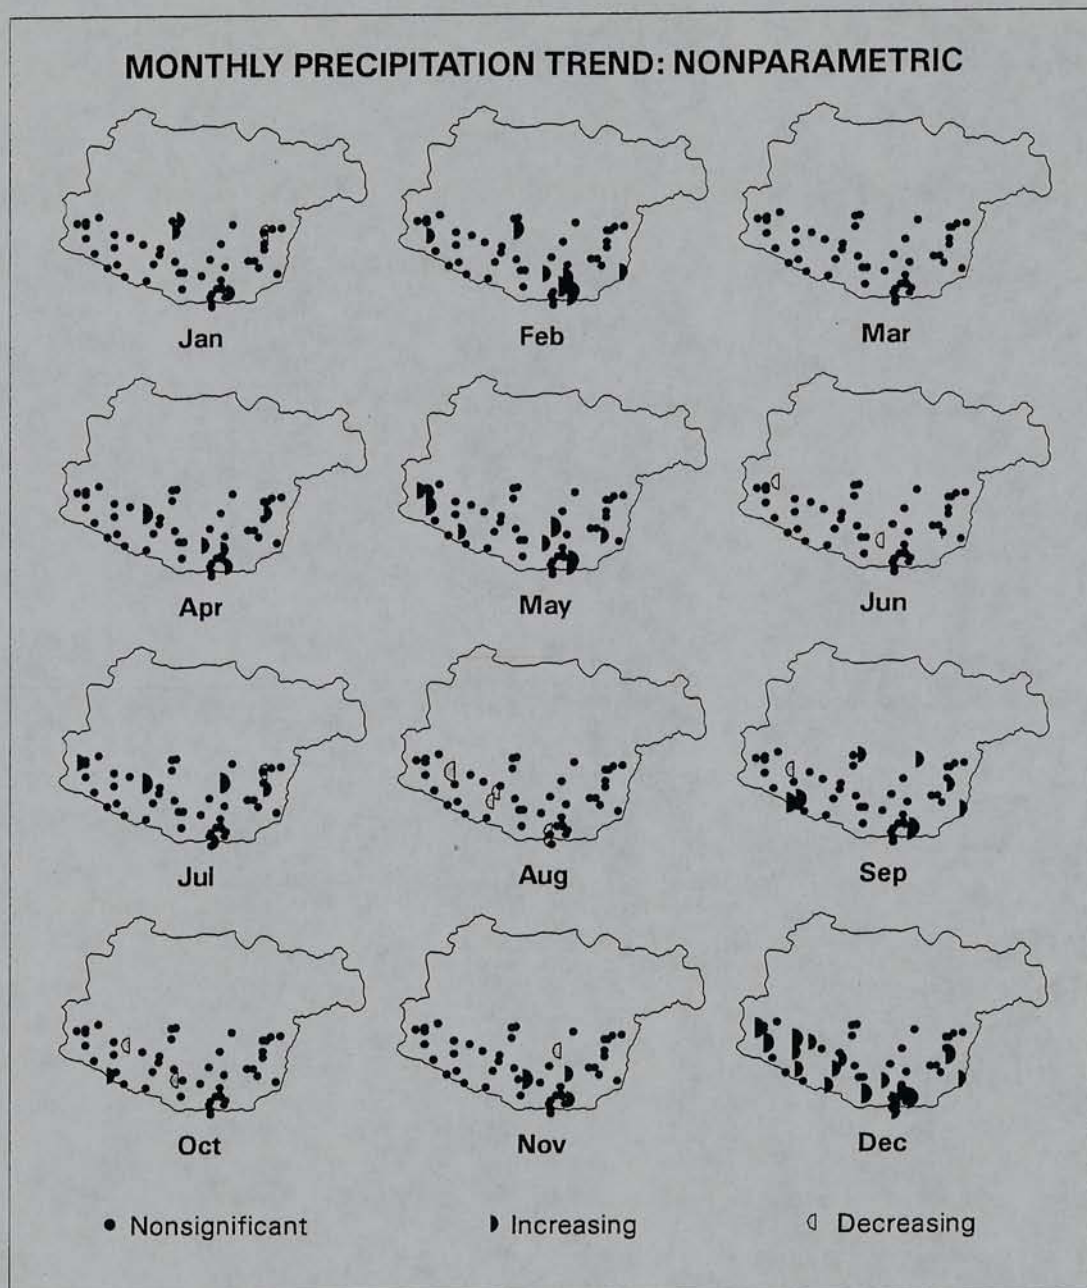 MONTHLY PRECIPITATION TREND: NONPARAMETRIC
Jan
Feb
Mar
Apr
May
Jun
Jul
Aug
Sep
Oct
Nov
Dec
Nonsignificant
Increasing
Decreasing